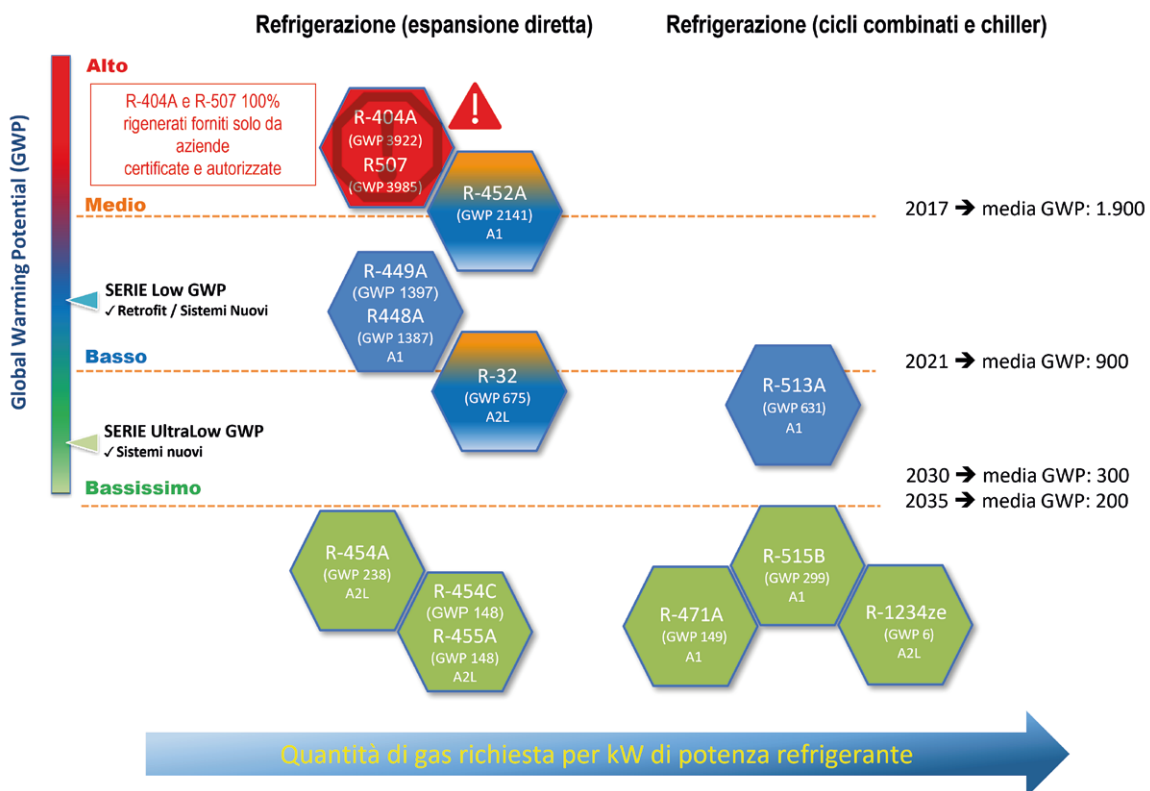 Refrigerazione (espansione diretta)
Refrigerazione (cicli combinati e chiller)
Global Warming Potential (GWP)
Alto
R-404A e R-507 100%
rigenerati forniti solo da
aziende
certificate e autorizzate
R-404A
(GWP 3922)
R507
(GWP 3985)
!
R-452A
(GWP 2141)
A1
Medio
2017 ➔ media GWP: 1.900
SERIE Low GWP
✓ Retrofit / Sistemi Nuovi
R-449A
(GWP 1397)
R448A
(GWP 1387)
A1
Basso
2021 ➔ media GWP: 900
R-32
(GWP 675)
A2L
R-513A
(GWP 631)
A1
SERIE UltraLow GWP
✓ Sistemi nuovi
Bassissimo
2030 ➔ media GWP: 300
2035 ➔ media GWP: 200
R-454A
(GWP 238)
A2L
R-454C
(GWP 148)
R-455A
(GWP 148)
A2L
R-471A
(GWP 149)
A1
R-515B
(GWP 299)
A1
R-1234ze
(GWP 6)
A2L
Quantità di gas richiesta per kW di potenza refrigerante